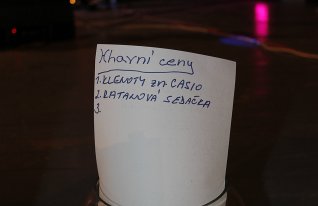 Hlavní ceny
1. KLENOTY zn. CASIO
2. RATANOVÁ SEDAČKA
3.